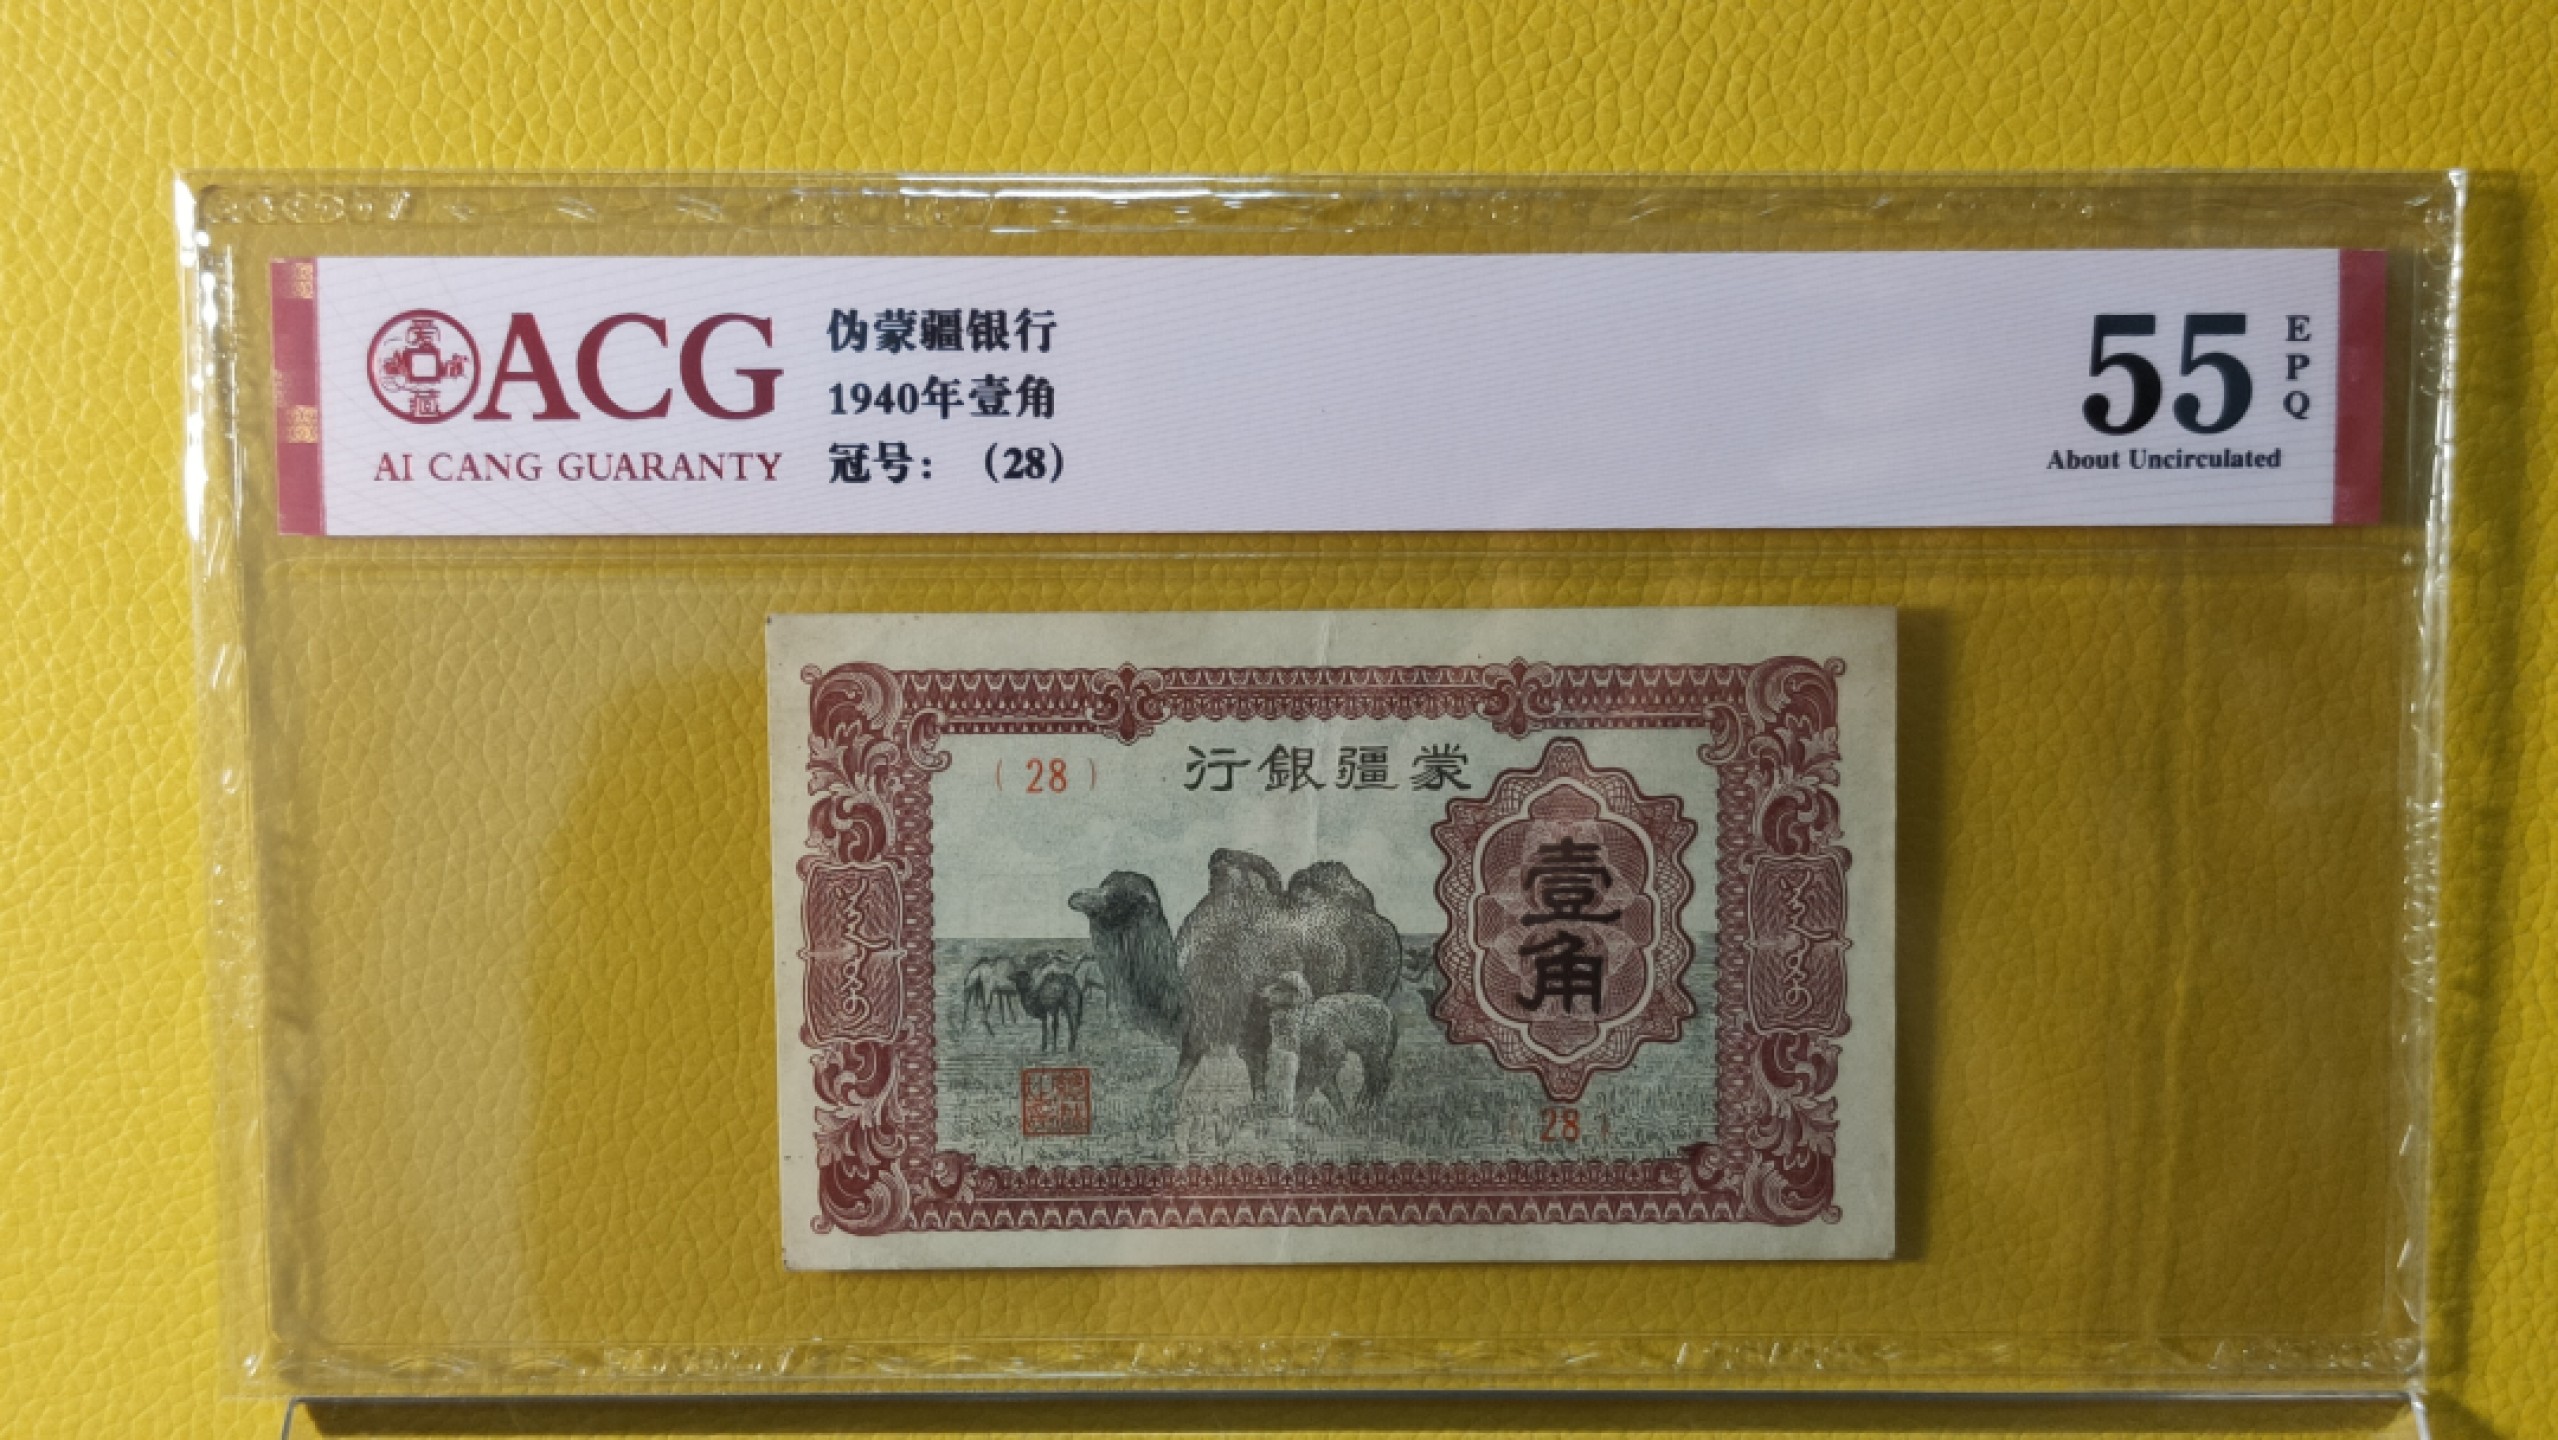 ACG
AI CANG GUARANTY
伪蒙疆银行
1940年壹角
冠号：（28）
55
EPQ
About Uncirculated
（28）
行銀疆蒙
壹角
（28）